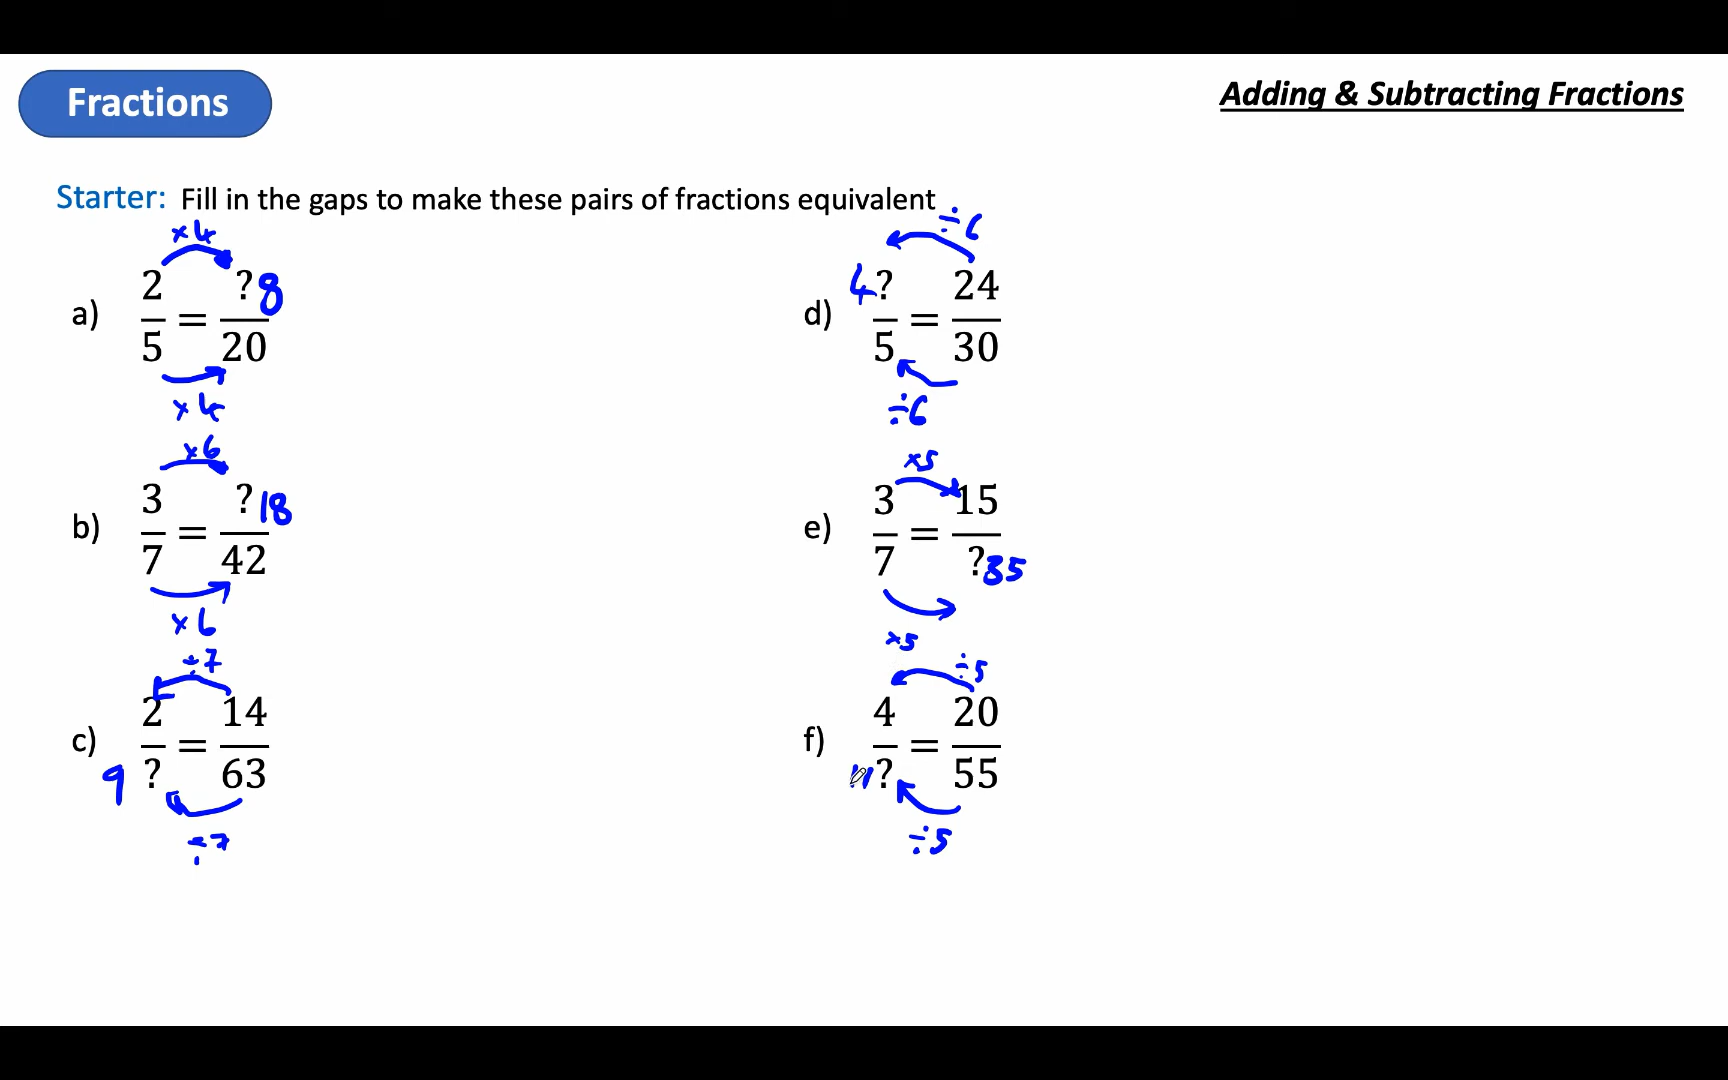 Fractions
Adding & Subtracting Fractions
Starter: Fill in the gaps to make these pairs of fractions equivalent
×4
a) 2/5 = ?/20 8
×4
×6
b) 3/7 = ?/42 18
×6
÷7
c) 2/? = 14/63 9
÷7
÷6
d) ?/5 = 24/30 4
÷6
×5
e) 3/7 = 15/? 35
×5
÷5
f) 4/? = 20/55 11
÷5